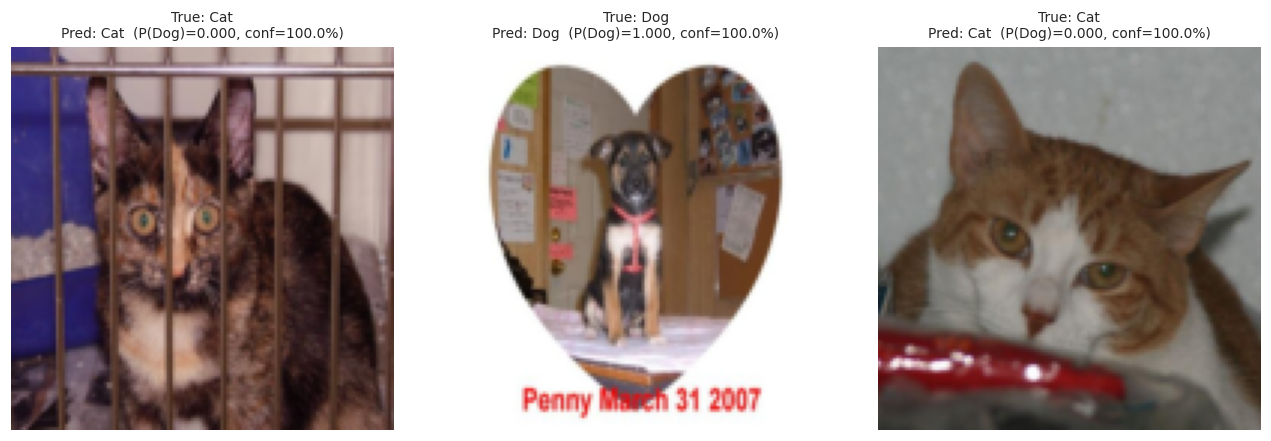 True: Cat
Pred: Cat  (P(Dog)=0.000, conf=100.0%)
True: Dog
Pred: Dog  (P(Dog)=1.000, conf=100.0%)
True: Cat
Pred: Cat  (P(Dog)=0.000, conf=100.0%)
Penny March 31 2007